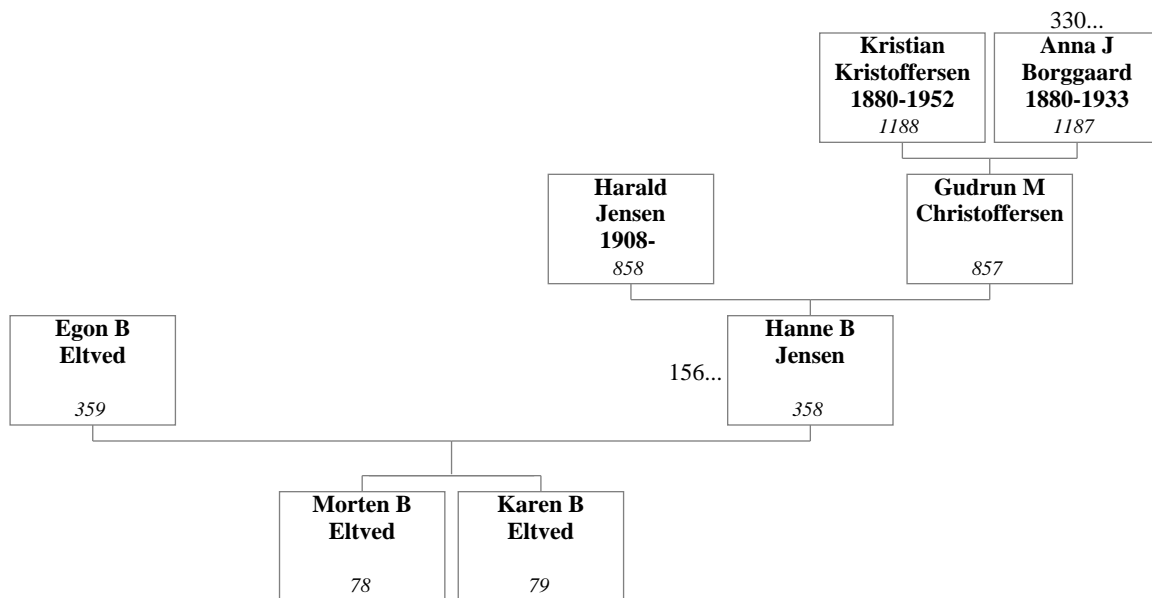 330...
Kristian
Kristoffersen
1880-1952
1188
Anna J
Borggaard
1880-1933
1187
Harald
Jensen
1908-
858
Gudrun M
Christoffersen
857
Egon B
Eltved
359
156...
Hanne B
Jensen
358
Morten B
Eltved
78
Karen B
Eltved
79